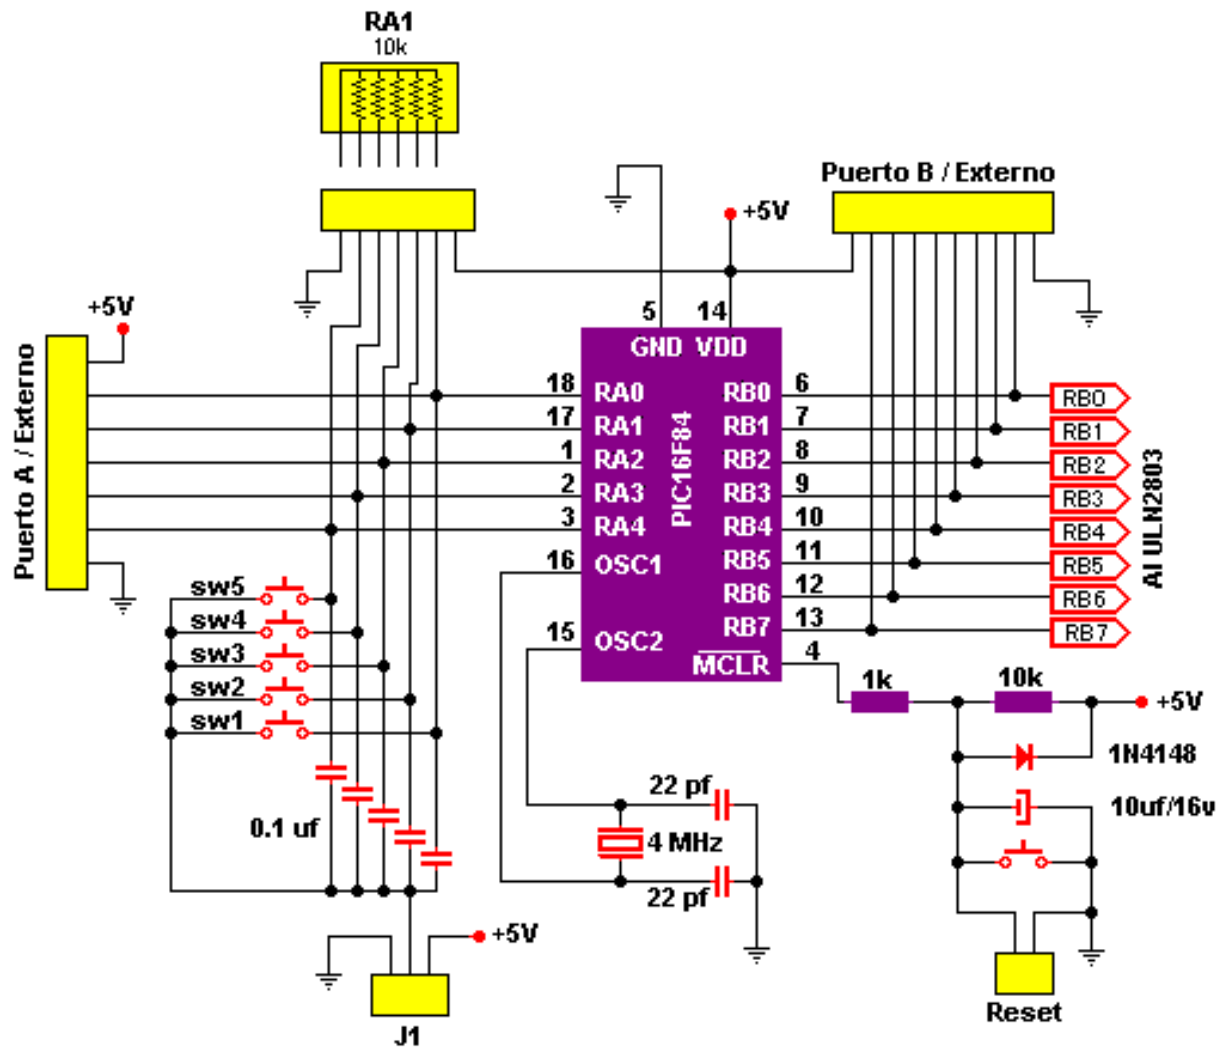 RA1
10k
Puerto B / Externo
+5V
+5V
5
14
GND VDD
Puerto A / Externo
18
RA0
RB0
6
RB0
17
RA1
RB1
7
RB1
1
RA2
RB2
8
RB2
2
RA3
RB3
9
RB3
3
RA4
RB4
10
RB4
16
OSC1
RB5
11
RB5
RB6
12
RB6
15
OSC2
RB7
13
RB7
MCLR
4
PIC16F84
Al ULN2803
sw5
sw4
sw3
sw2
sw1
1k
10k
+5V
1N4148
10uf/16v
0.1 uf
22 pf
4 MHz
22 pf
+5V
J1
Reset